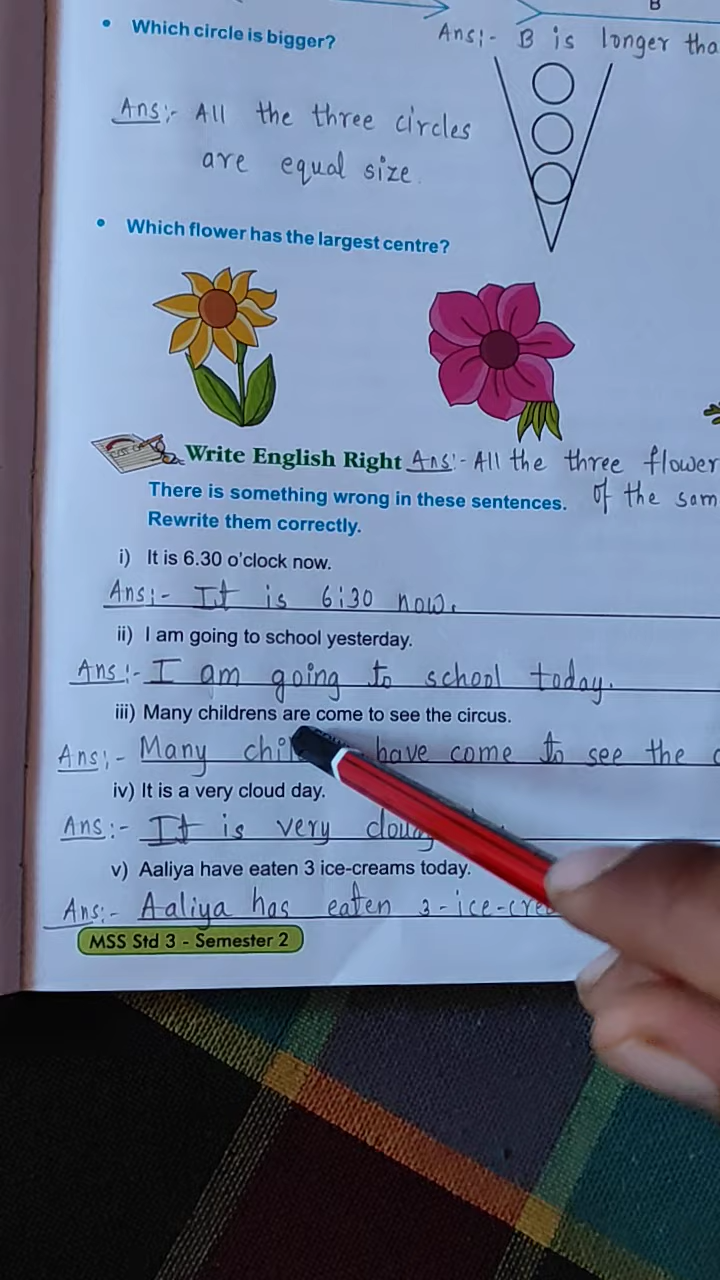 B
• Which circle is bigger?
Ans:- B is longer tha
Ans:- All the three circles
are equal size.
• Which flower has the largest centre?
Write English Right Ans:- All the three flower
There is something wrong in these sentences. of the sam
Rewrite them correctly.
i) It is 6.30 o'clock now.
Ans:- It is 6:30 now.
ii) I am going to school yesterday.
Ans:- I am going to school today.
iii) Many childrens are come to see the circus.
Ans:- Many chil have come to see the
iv) It is a very cloud day.
Ans:- It is very
v) Aaliya have eaten 3 ice-creams today.
Ans:- Aaliya has eaten 3-ice-cre
MSS Std 3 - Semester 2